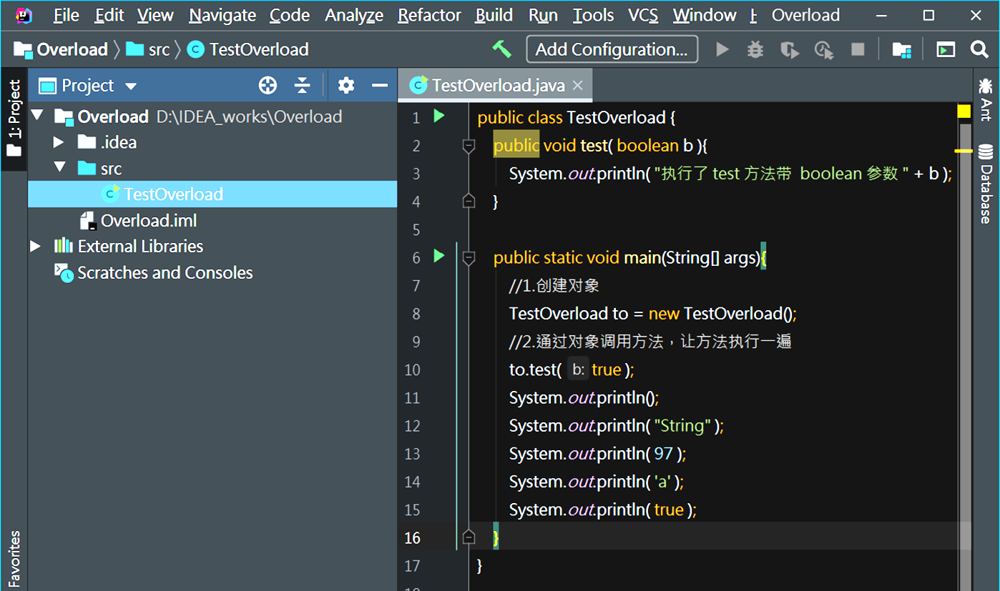 File Edit View Navigate Code Analyze Refactor Build Run Tools VCS Window H Overload
Overload src TestOverload Add Configuration...
1: Project
Project
Overload D:\IDEA_works\Overload
.idea
src
TestOverload
Overload.iml
External Libraries
Scratches and Consoles
Favorites
TestOverload.java
1 public class TestOverload {
2 public void test( boolean b ){
3 System.out.println( "执行了 test 方法带 boolean 参数 " + b );
4 }
5
6 public static void main(String[] args){
7 //1.创建对象
8 TestOverload to = new TestOverload();
9 //2.通过对象调用方法，让方法执行一遍
10 to.test( b: true );
11 System.out.println();
12 System.out.println( "String" );
13 System.out.println( 97 );
14 System.out.println( 'a' );
15 System.out.println( true );
16 }
17 }
Ant
Database